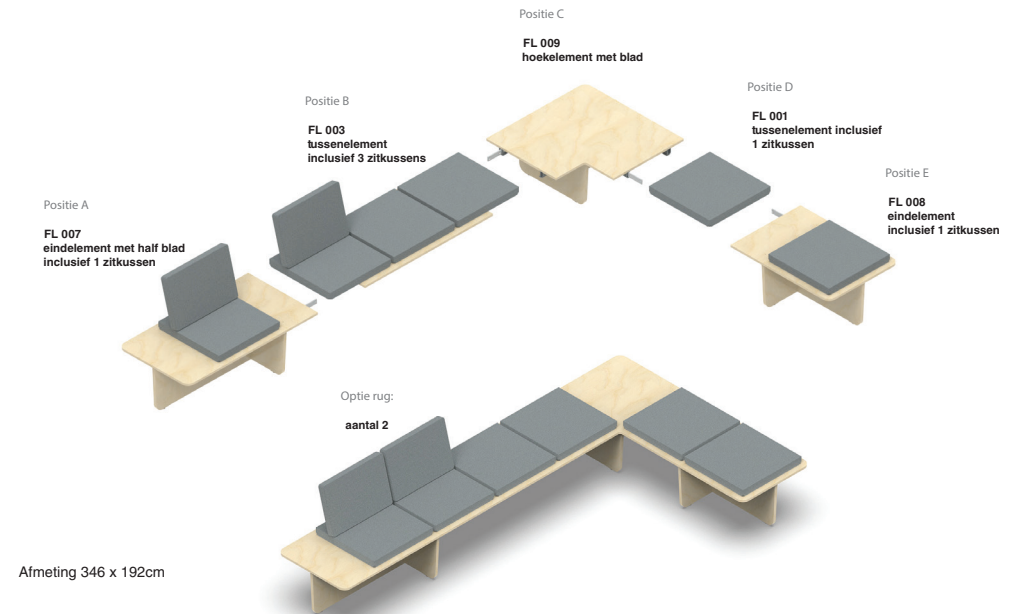 Positie C
FL 009
hoekelement met blad
Positie D
FL 001
tussenelement inclusief
1 zitkussen
Positie B
FL 003
tussenelement
inclusief 3 zitkussens
Positie E
FL 008
eindelement
inclusief 1 zitkussen
Positie A
FL 007
eindelement met half blad
inclusief 1 zitkussen
Optie rug:
aantal 2
Afmeting 346 x 192cm